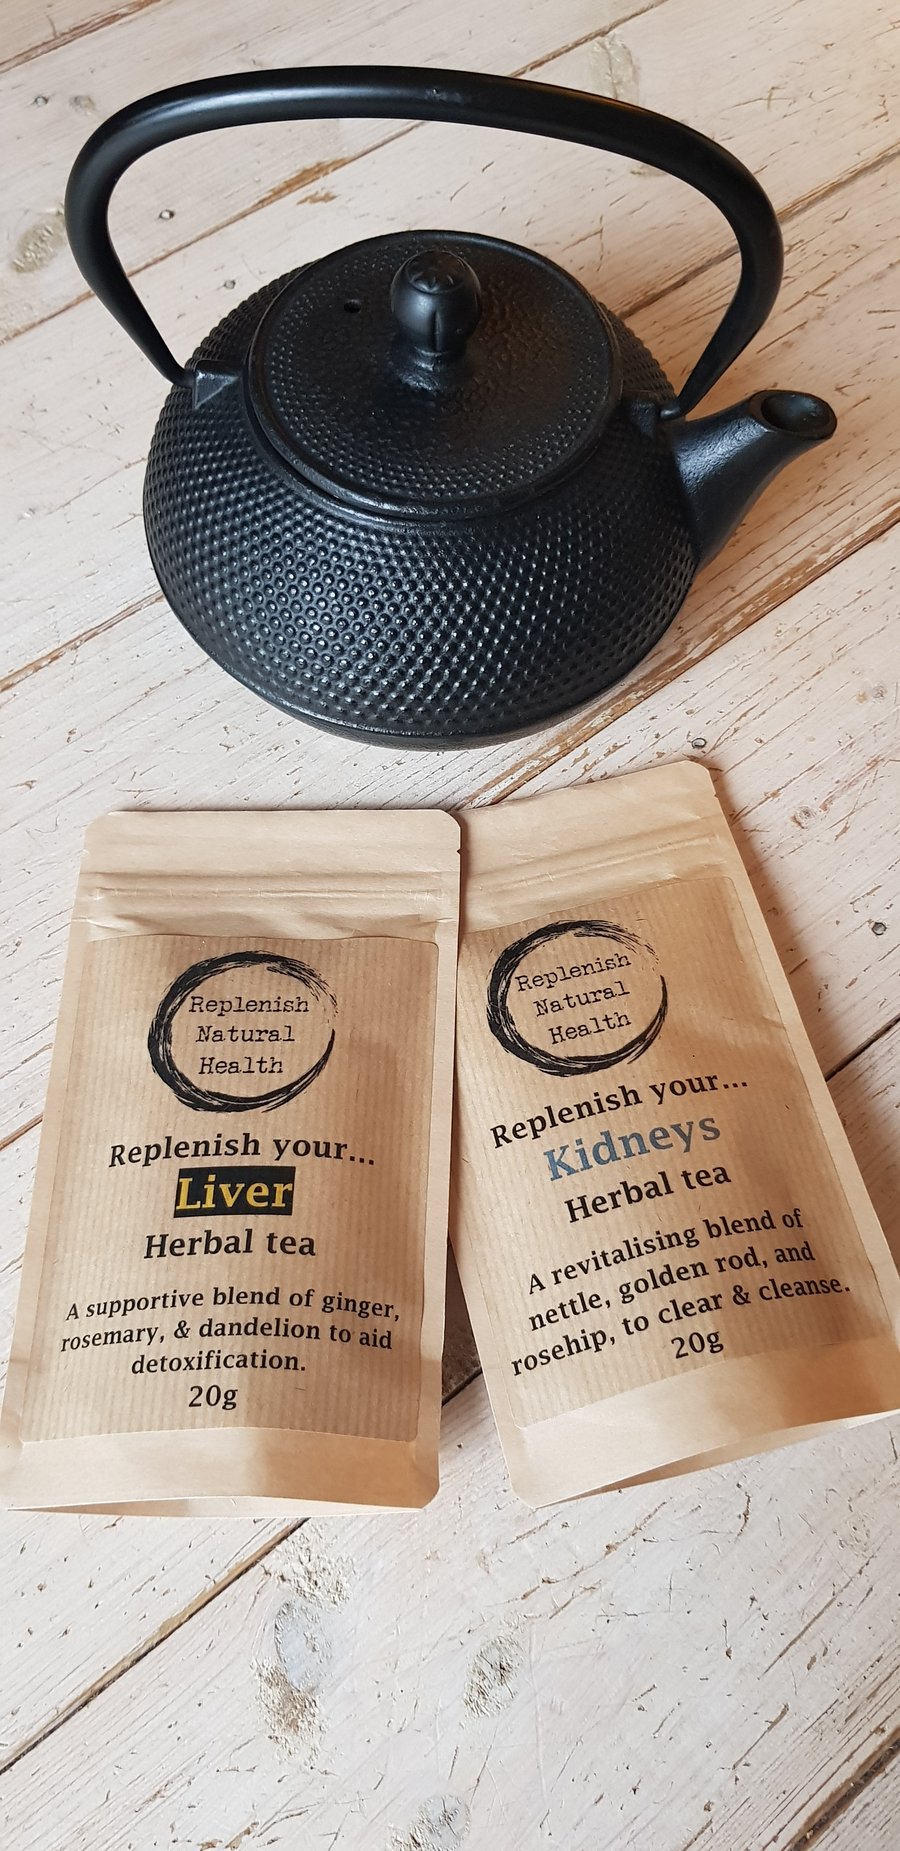 Replenish
Natural
Health
Replenish your...
Liver
Herbal tea
A supportive blend of ginger,
rosemary, & dandelion to aid
detoxification.
20g
Replenish
Natural
Health
Replenish your...
Kidneys
Herbal tea
A revitalising blend of
nettle, golden rod, and
rosehip, to clear & cleanse.
20g